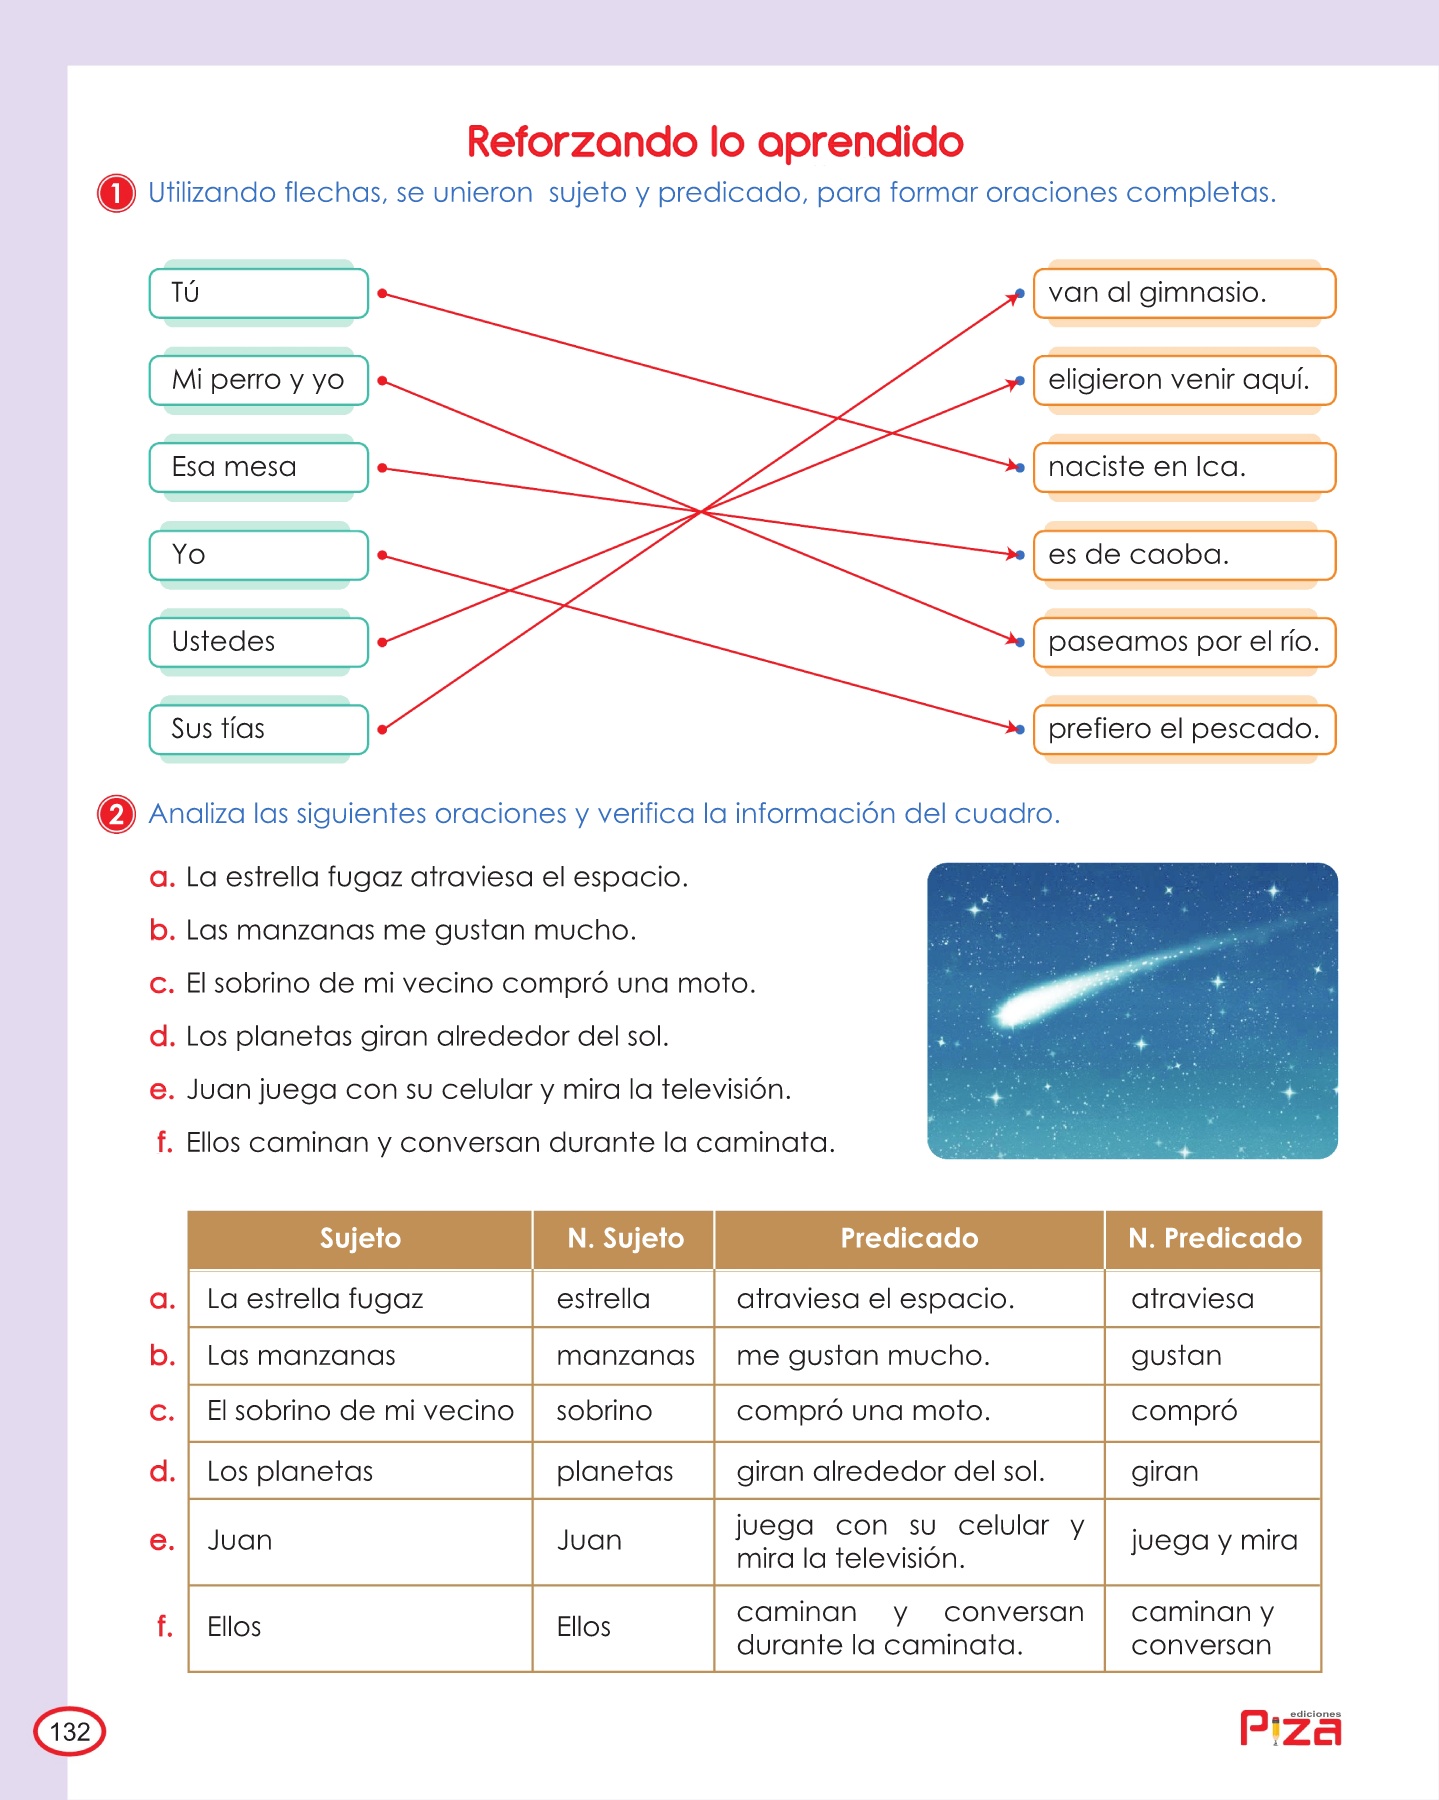 Reforzando lo aprendido
1 Utilizando flechas, se unieron sujeto y predicado, para formar oraciones completas.
Tú
van al gimnasio.
Mi perro y yo
eligieron venir aquí.
Esa mesa
naciste en Ica.
Yo
es de caoba.
Ustedes
paseamos por el río.
Sus tías
prefiero el pescado.
2 Analiza las siguientes oraciones y verifica la información del cuadro.
a. La estrella fugaz atraviesa el espacio.
b. Las manzanas me gustan mucho.
c. El sobrino de mi vecino compró una moto.
d. Los planetas giran alrededor del sol.
e. Juan juega con su celular y mira la televisión.
f. Ellos caminan y conversan durante la caminata.
Sujeto N. Sujeto Predicado N. Predicado
a. La estrella fugaz estrella atraviesa el espacio. atraviesa
b. Las manzanas manzanas me gustan mucho. gustan
c. El sobrino de mi vecino sobrino compró una moto. compró
d. Los planetas planetas giran alrededor del sol. giran
e. Juan Juan juega con su celular y
mira la televisión. juega y mira
f. Ellos Ellos caminan y conversan
durante la caminata. caminan y
conversan
132
ediciones
Piza